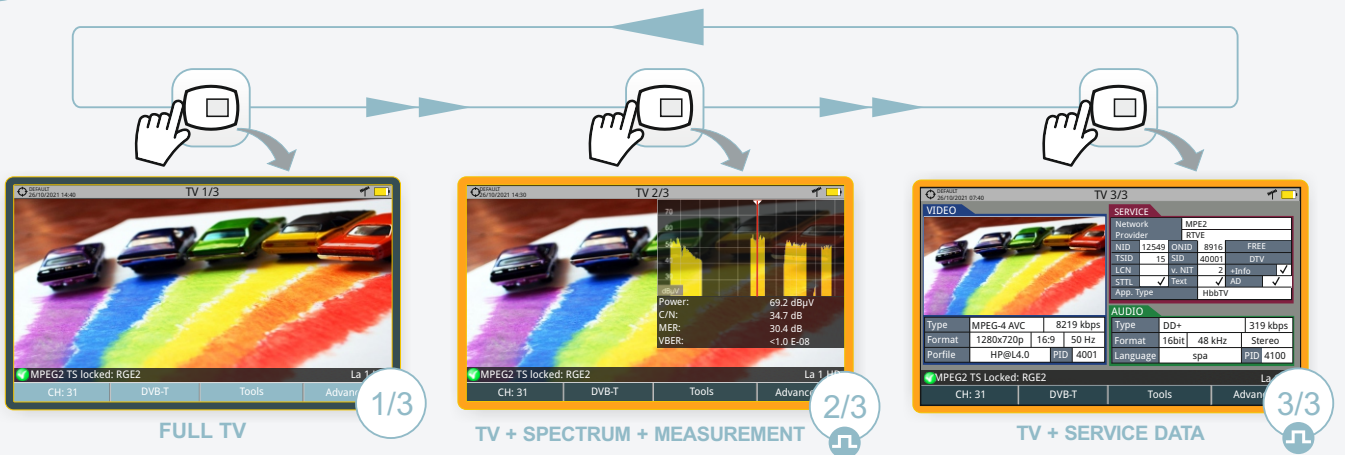 DEFAULT
26/10/2021 14:40
TV 1/3
MPEG2 TS locked: RGE2
La 1
CH: 31
DVB-T
Tools
Advanc
1/3
FULL TV
DEFAULT
26/10/2021 14:30
TV 2/3
70
60
dBµV
Power: 69.2 dBµV
C/N: 34.7 dB
MER: 30.4 dB
VBER: <1.0 E-08
MPEG2 TS locked: RGE2
La 1 HD
CH: 31
DVB-T
Tools
Advanc
2/3
TV + SPECTRUM + MEASUREMENT
DEFAULT
26/10/2021 07:40
TV 3/3
VIDEO
Type MPEG-4 AVC 8219 kbps
Format 1280x720p 16:9 50 Hz
Porfile HP@L4.0 PID 4001
SERVICE
Network MPE2
Provider RTVE
NID 12549 ONID 8916 FREE
TSID 15 SID 40001 DTV
LCN v. NIT 2 +Info ✓
STTL ✓ Text ✓ AD ✓
App. Type HbbTV
AUDIO
Type DD+ 319 kbps
Format 16bit 48 kHz Stereo
Language spa PID 4100
MPEG2 TS Locked: RGE2
La
CH: 31
DVB-T
Tools
Advan
3/3
TV + SERVICE DATA